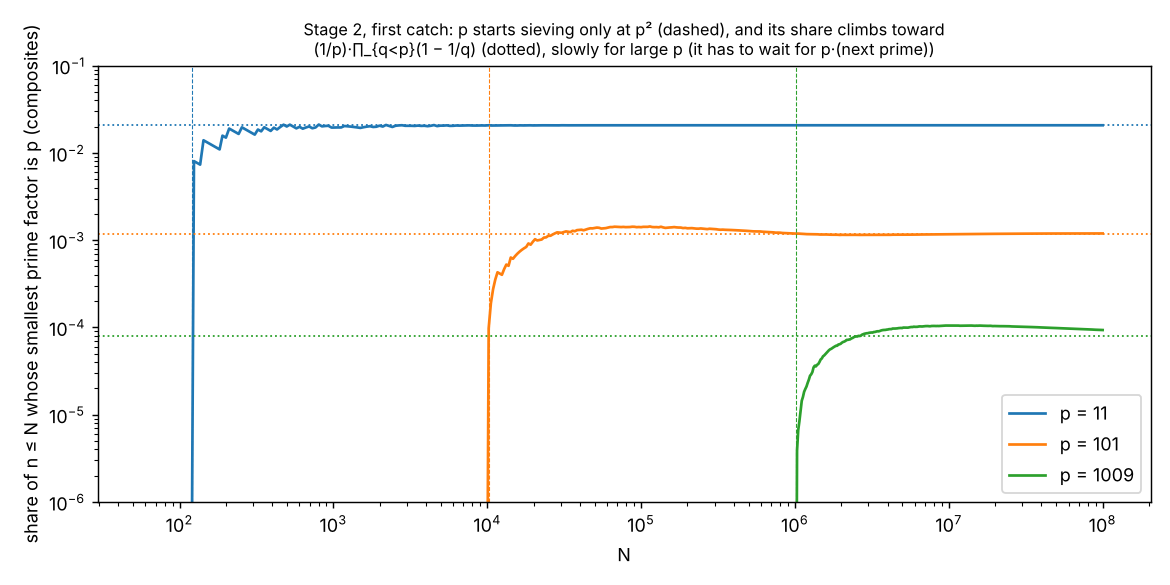 Stage 2, first catch: p starts sieving only at p² (dashed), and its share climbs toward
(1/p)·∏_{q<p}(1 − 1/q) (dotted), slowly for large p (it has to wait for p·(next prime))
share of n ≤ N whose smallest prime factor is p (composites)
10⁻¹
10⁻²
10⁻³
10⁻⁴
10⁻⁵
10⁻⁶
10² 10³ 10⁴ 10⁵ 10⁶ 10⁷ 10⁸
N
p = 11
p = 101
p = 1009